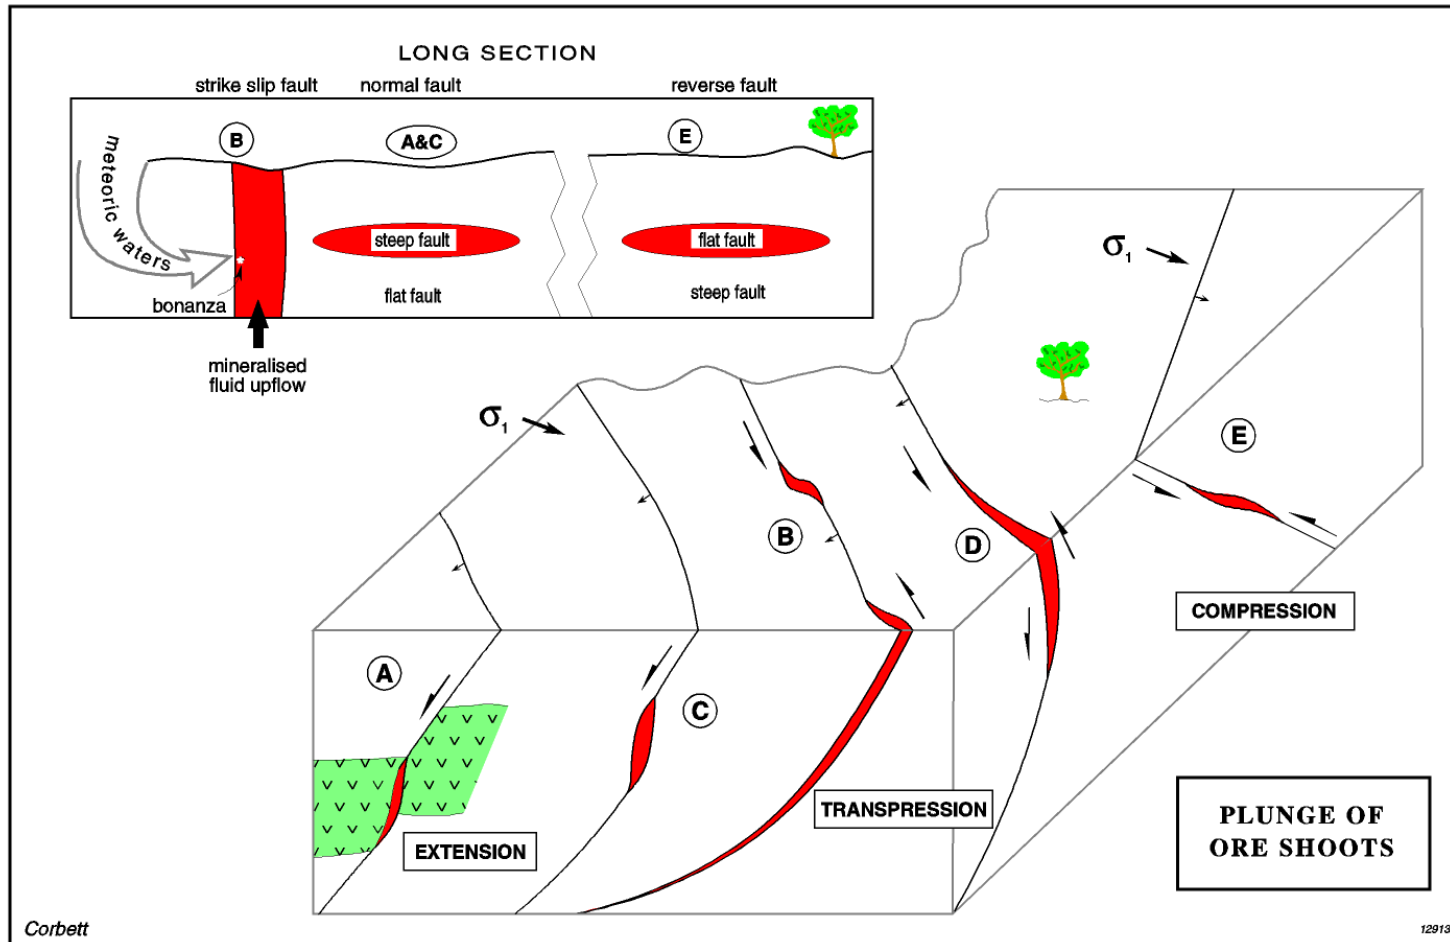 LONG SECTION
strike slip fault normal fault reverse fault
B A&C E
meteoric waters
steep fault flat fault
flat fault steep fault
bonanza
mineralised
fluid upflow
σ1
σ1
E
B
D
COMPRESSION
A
C
TRANSPRESSION
EXTENSION
PLUNGE OF
ORE SHOOTS
Corbett
12913